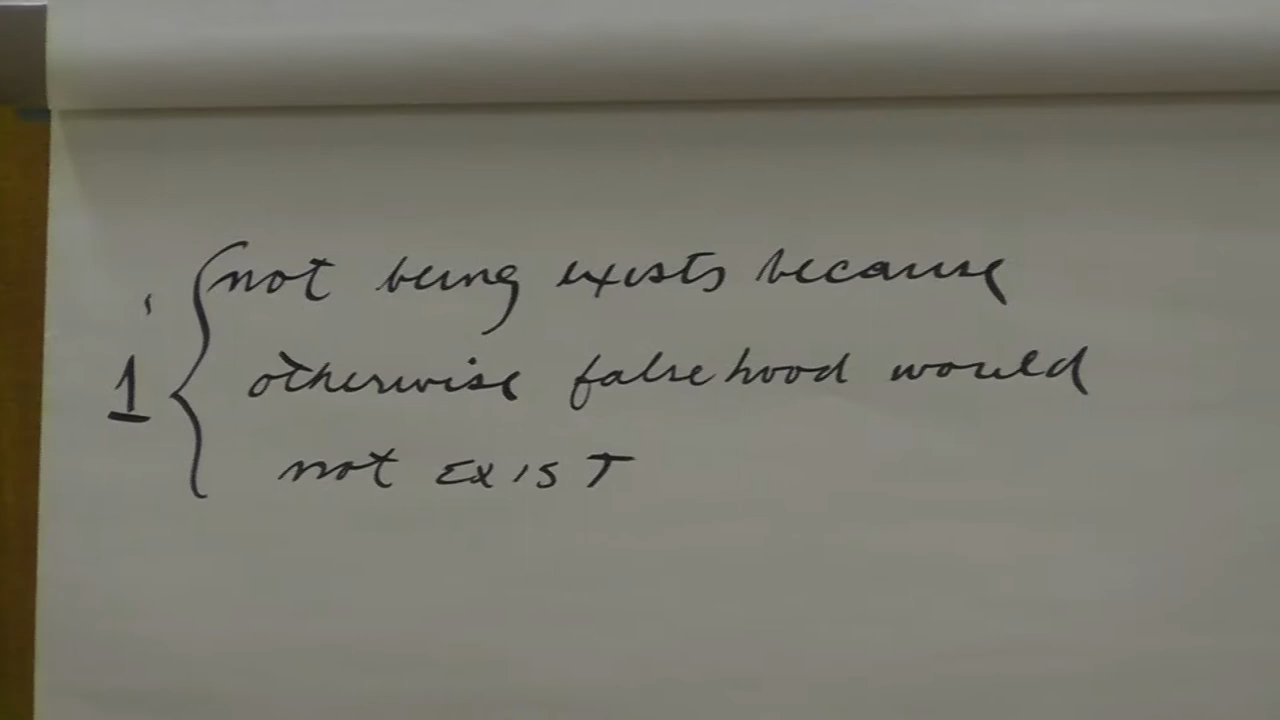 not being exists because
1 { otherwise falsehood would
not EXIST